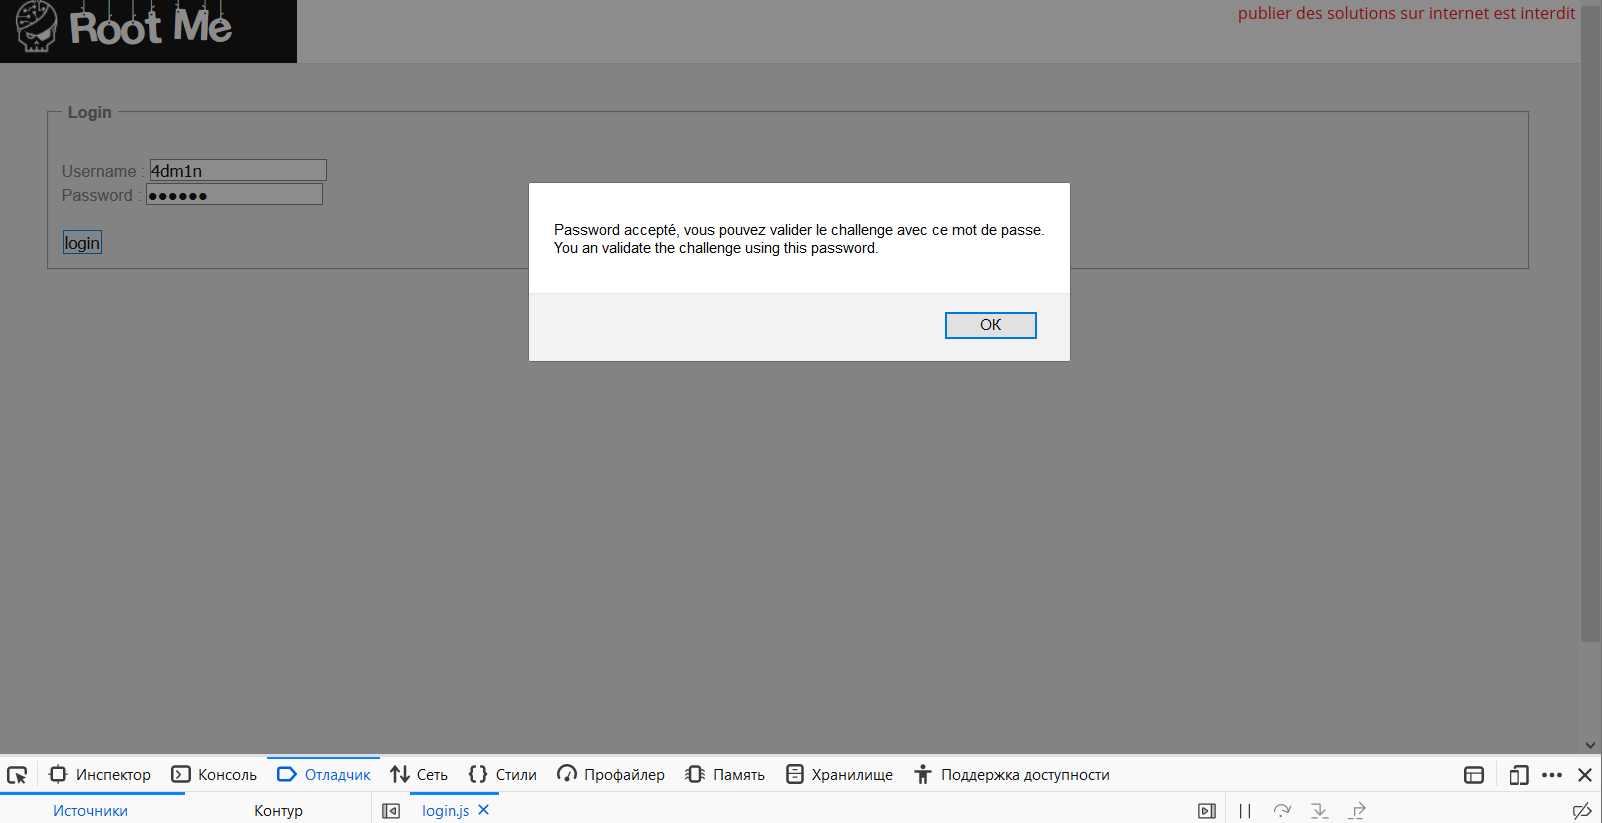 Root Me
publier des solutions sur internet est interdit
Login
Username : 4dm1n
Password : ●●●●●●
login
Password accepté, vous pouvez valider le challenge avec ce mot de passe.
You an validate the challenge using this password.
OK
Инспектор Консоль Отладчик Сеть Стили Профайлер Память Хранилище Поддержка доступности
Источники Контур login.js